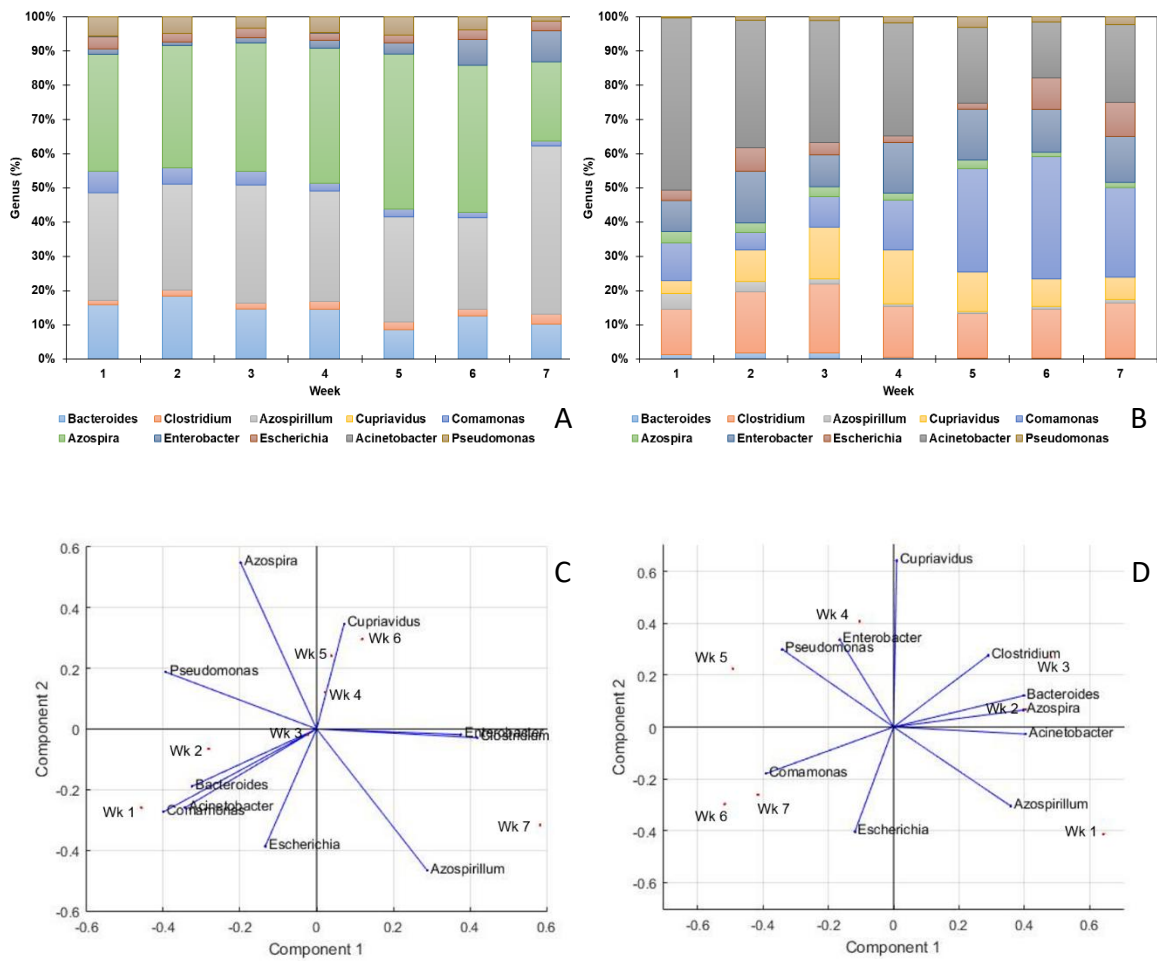 100%
90%
80%
70%
60%
50%
40%
30%
20%
10%
0%
Genus (%)
1 2 3 4 5 6 7
Week
Bacteroides Clostridium Azospirillum Cupriavidus Comamonas
Azospira Enterobacter Escherichia Acinetobacter Pseudomonas
A
100%
90%
80%
70%
60%
50%
40%
30%
20%
10%
0%
Genus (%)
1 2 3 4 5 6 7
Week
Bacteroides Clostridium Azospirillum Cupriavidus Comamonas
Azospira Enterobacter Escherichia Acinetobacter Pseudomonas
B
C
0.6
0.4
0.2
0
-0.2
-0.4
-0.6
Component 2
Azospira
Cupriavidus
Wk 6
Wk 5
Pseudomonas
Wk 4
Wk 3
Enterobacter
Clostridium
Wk 2
Bacteroides
Acinetobacter
Comamonas
Wk 1
Wk 7
Escherichia
Azospirillum
-0.6 -0.4 -0.2 0 0.2 0.4 0.6
Component 1
D
0.6
0.4
0.2
0
-0.2
-0.4
-0.6
Component 2
Cupriavidus
Wk 4
Enterobacter
Pseudomonas
Wk 5
Clostridium
Wk 3
Bacteroides
Wk 2 Azospira
Acinetobacter
Comamonas
Wk 7
Wk 6
Azospirillum
Escherichia
Wk 1
-0.6 -0.4 -0.2 0 0.2 0.4 0.6
Component 1